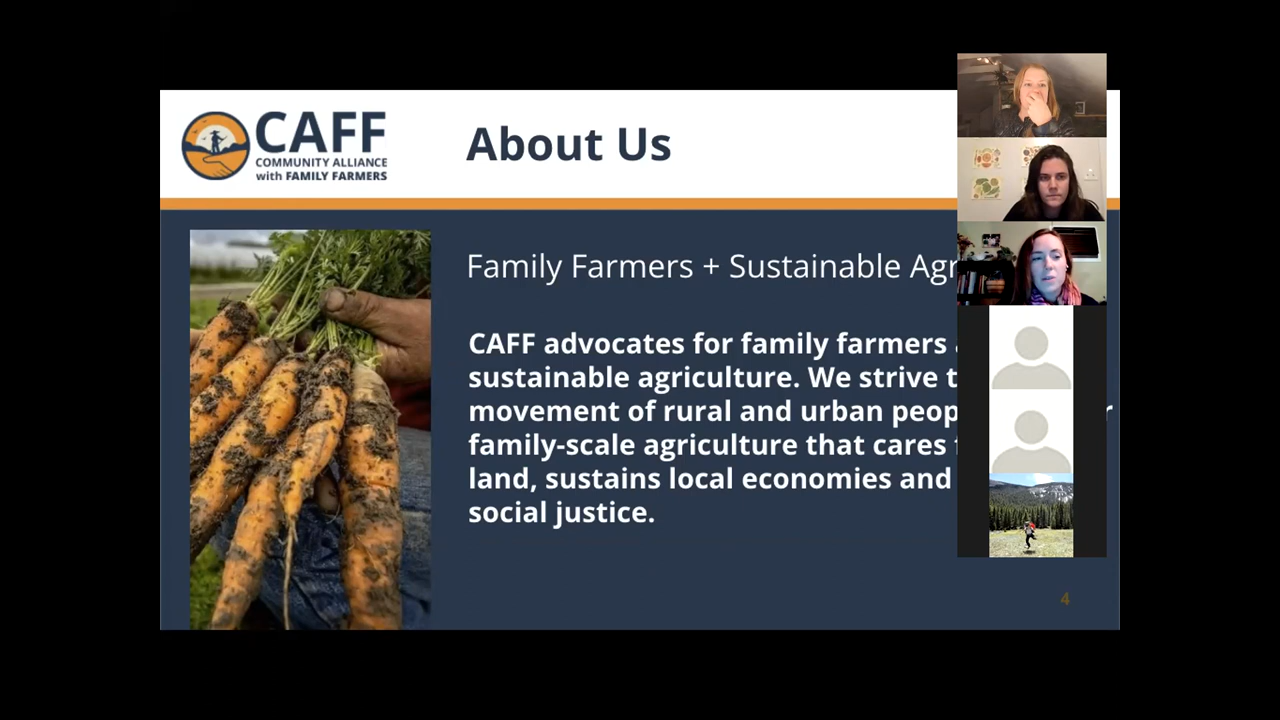 CAFF
COMMUNITY ALLIANCE
with FAMILY FARMERS
About Us
Family Farmers + Sustainable Agr
CAFF advocates for family farmers
sustainable agriculture. We strive t
movement of rural and urban peop
family-scale agriculture that cares
land, sustains local economies and
social justice.
4